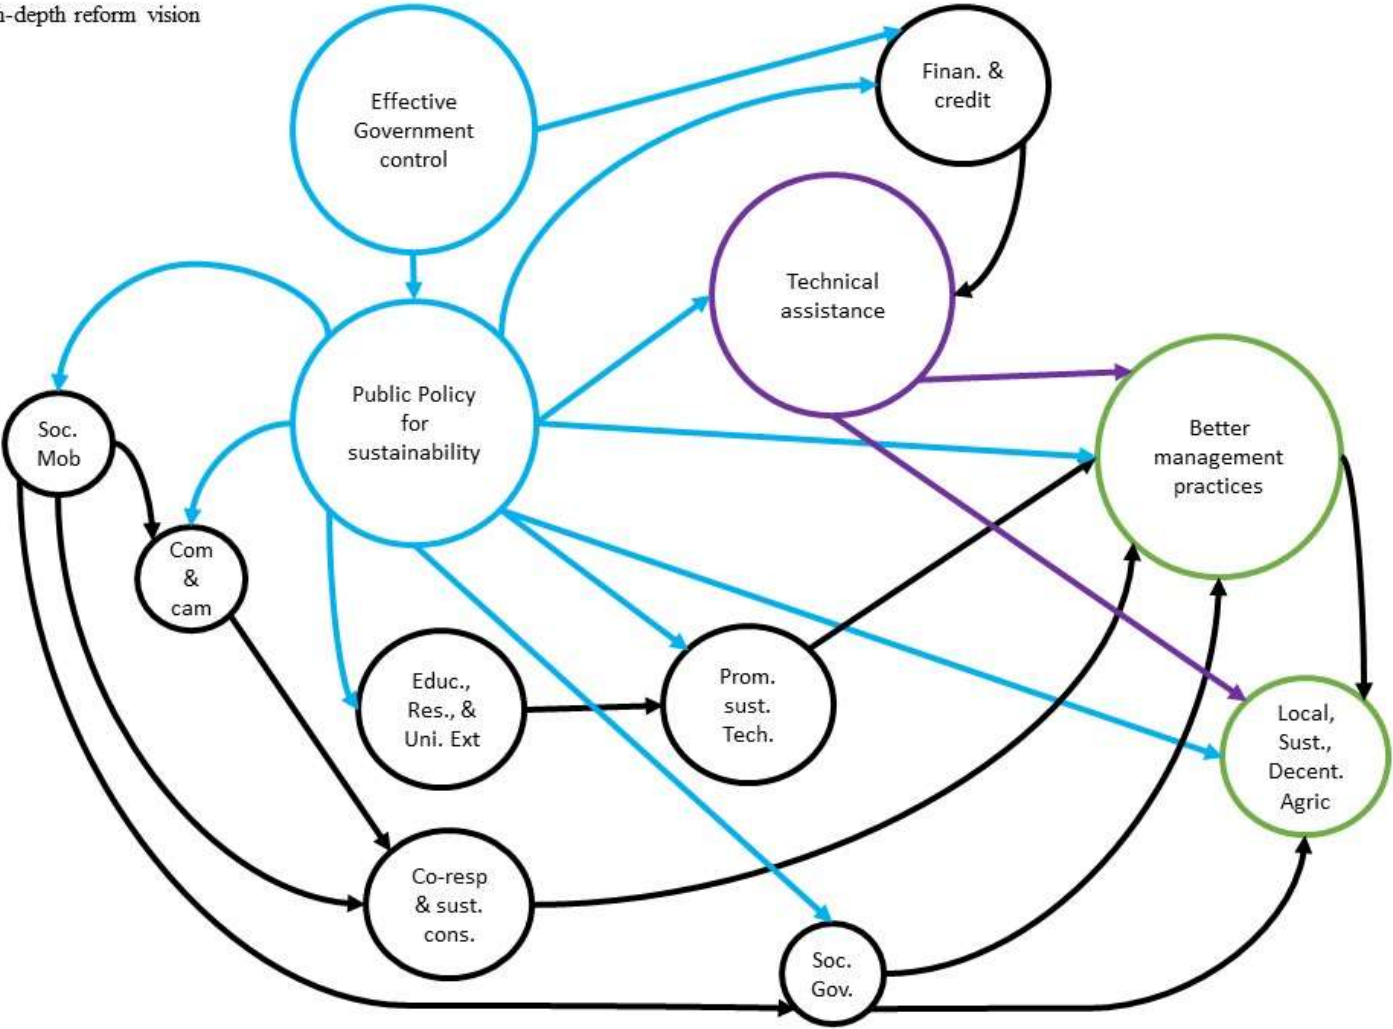 n-depth reform vision
Effective
Government
control
Finan. &
credit
Technical
assistance
Public Policy
for
sustainability
Better
management
practices
Soc.
Mob
Com
&
cam
Educ.,
Res., &
Uni. Ext
Prom.
sust.
Tech.
Local,
Sust.,
Decent.
Agric
Co-resp
& sust.
cons.
Soc.
Gov.